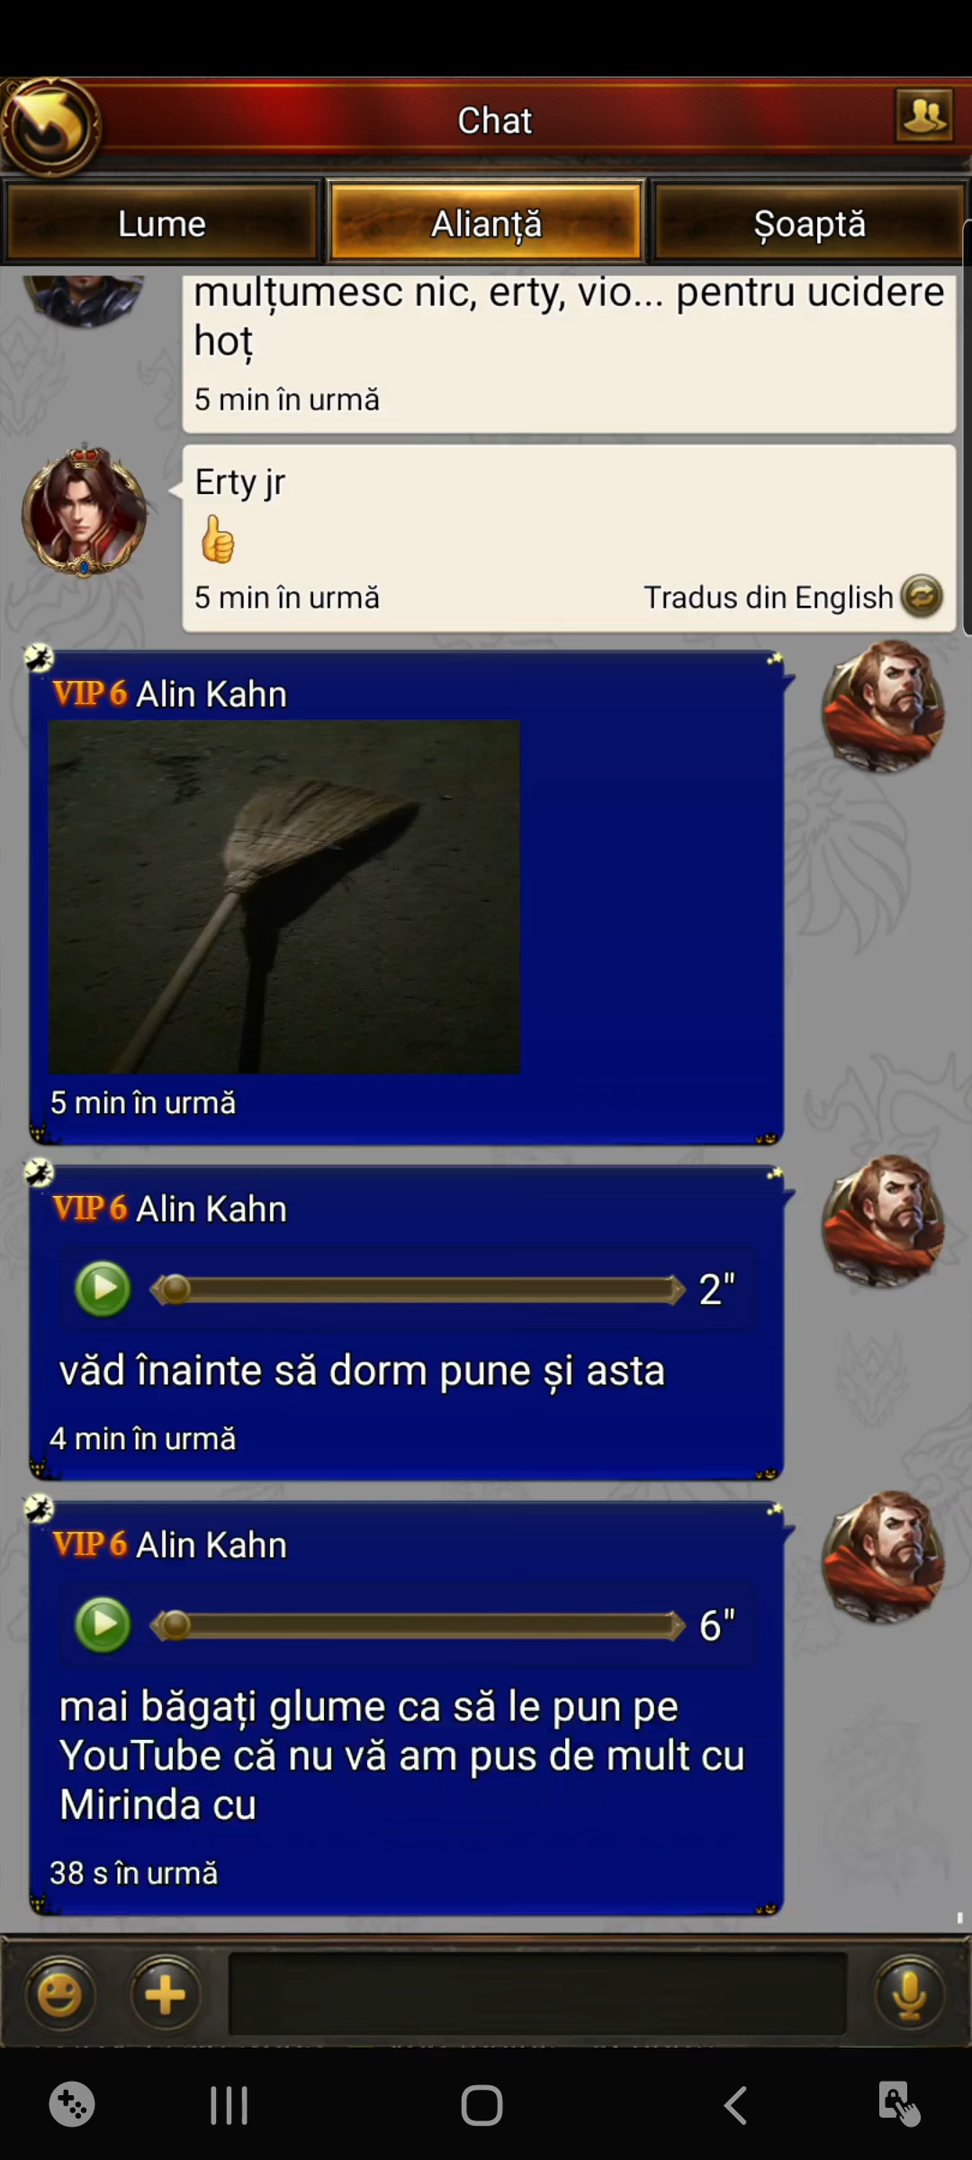 Chat
Lume
Alianță
Șoaptă
mulțumesc nic, erty, vio... pentru ucidere
hoț
5 min în urmă
Erty jr
👍
5 min în urmă
Tradus din English
VIP 6 Alin Kahn
5 min în urmă
VIP 6 Alin Kahn
2"
văd înainte să dorm pune și asta
4 min în urmă
VIP 6 Alin Kahn
6"
mai băgați glume ca să le pun pe
YouTube că nu vă am pus de mult cu
Mirinda cu
38 s în urmă